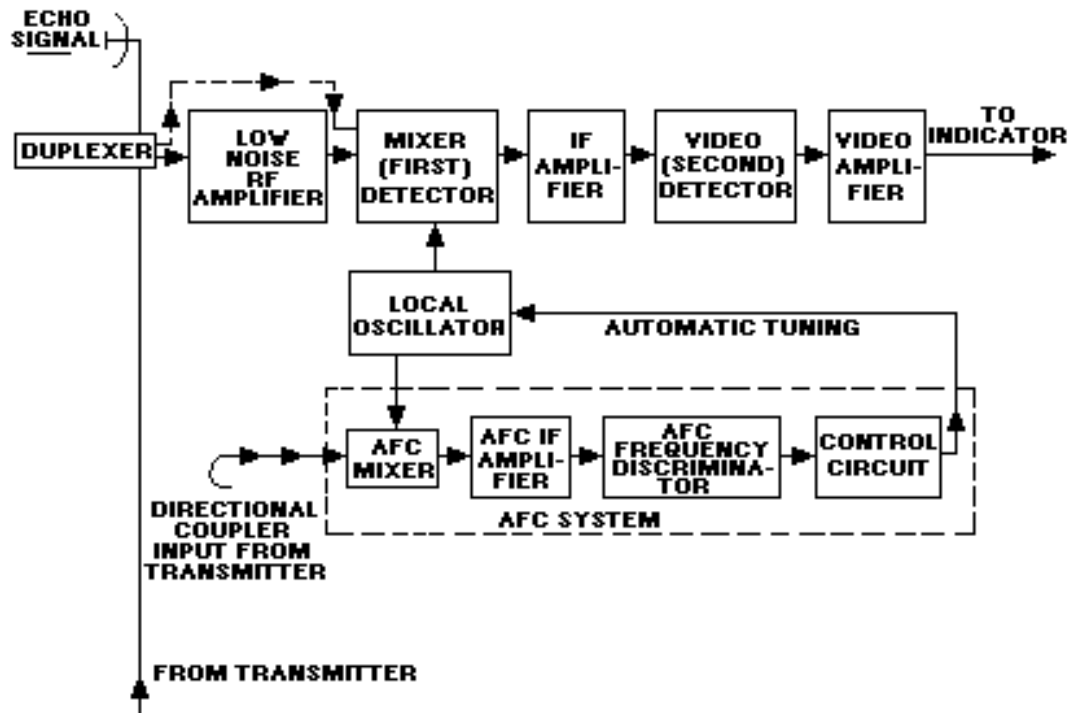 ECHO
SIGNAL
DUPLEXER
LOW
NOISE
RF
AMPLIFIER
MIXER
(FIRST)
DETECTOR
IF
AMPLI-
FIER
VIDEO
(SECOND)
DETECTOR
VIDEO
AMPLI-
FIER
TO
INDICATOR
LOCAL
OSCILLATOR
AUTOMATIC TUNING
AFC
MIXER
AFC IF
AMPLI-
FIER
AFC
FREQUENCY
DISCRIMINA-
TOR
CONTROL
CIRCUIT
AFC SYSTEM
DIRECTIONAL
COUPLER
INPUT FROM
TRANSMITTER
FROM TRANSMITTER